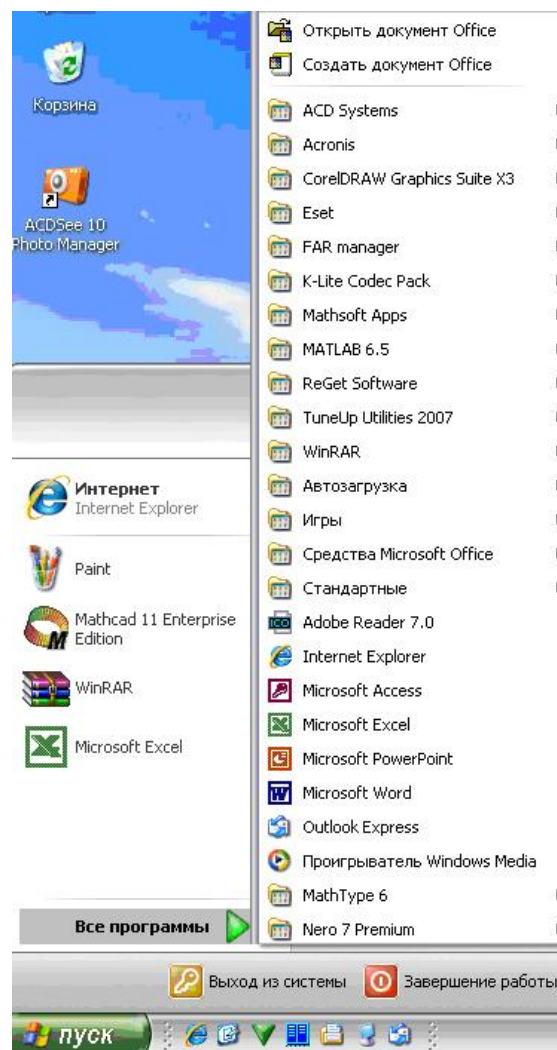 Корзина
ACDSee 10
Photo Manager
Интернет
Internet Explorer
Paint
Mathcad 11 Enterprise
Edition
WinRAR
Microsoft Excel
Все программы
Открыть документ Office
Создать документ Office
ACD Systems
Acronis
CorelDRAW Graphics Suite X3
Eset
FAR manager
K-Lite Codec Pack
Mathsoft Apps
MATLAB 6.5
ReGet Software
TuneUp Utilities 2007
WinRAR
Автозагрузка
Игры
Средства Microsoft Office
Стандартные
Adobe Reader 7.0
Internet Explorer
Microsoft Access
Microsoft Excel
Microsoft PowerPoint
Microsoft Word
Outlook Express
Проигрыватель Windows Media
MathType 6
Nero 7 Premium
Выход из системы
Завершение работы
пуск